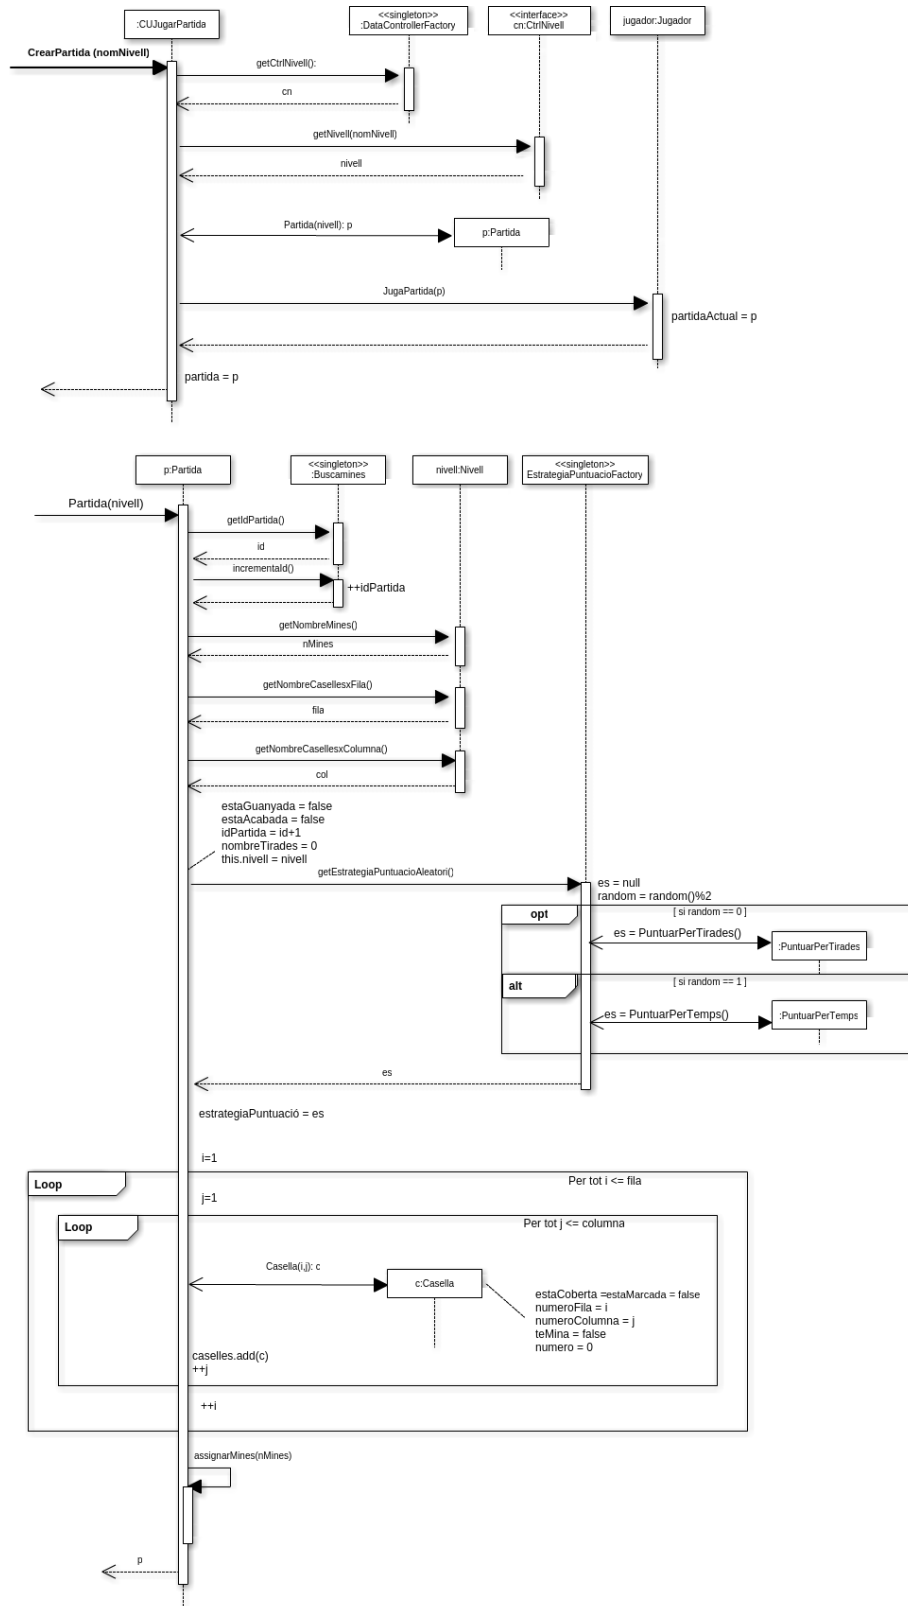 :CUJugarPartida
<<singleton>>
:DataControllerFactory
<<interface>>
cn:CtrlNivell
jugador:Jugador
CrearPartida (nomNivell)
getCtrlNivell():
cn
getNivell(nomNivell)
nivell
Partida(nivell): p
p:Partida
JugaPartida(p)
partidaActual = p
partida = p
p:Partida
<<singleton>>
:Buscamines
nivell:Nivell
<<singleton>>
EstrategiaPuntuacioFactory
Partida(nivell)
getIdPartida()
id
incrementaId()
++idPartida
getNombreMines()
nMines
getNombreCasellesxFila()
fila
getNombreCasellesxColumna()
col
estaGuanyada = false
estaAcabada = false
idPartida = id+1
nombreTirades = 0
this.nivell = nivell
getEstrategiaPuntuacioAleatori()
es = null
random = random()%2
opt
[ si random == 0 ]
es = PuntuarPerTirades()
:PuntuarPerTirades
alt
[ si random == 1 ]
es = PuntuarPerTemps()
:PuntuarPerTemps
es
estrategiaPuntuació = es
i=1
Loop
Per tot i <= fila
j=1
Loop
Per tot j <= columna
Casella(i,j): c
c:Casella
estaCoberta =estaMarcada = false
numeroFila = i
numeroColumna = j
teMina = false
numero = 0
caselles.add(c)
++j
++i
assignarMines(nMines)
p